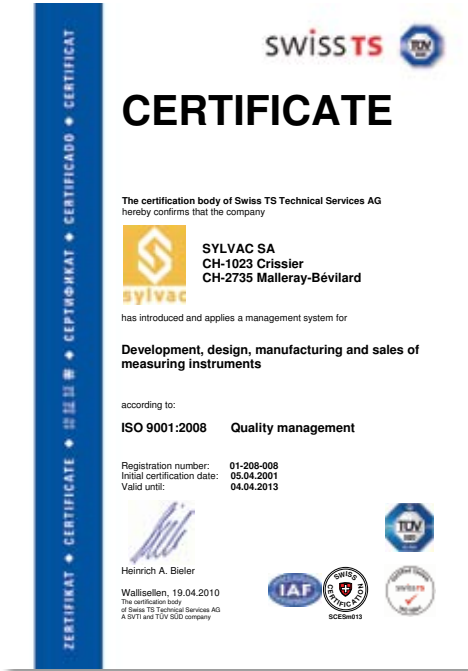 swiss TS
TÜV
CERTIFICATE
The certification body of Swiss TS Technical Services AG
hereby confirms that the company
sylvac
SYLVAC SA
CH-1023 Crissier
CH-2735 Malleray-Bévilard
has introduced and applies a management system for
Development, design, manufacturing and sales of
measuring instruments
according to:
ISO 9001:2008 Quality management
Registration number: 01-208-008
Initial certification date: 05.04.2001
Valid until: 04.04.2013
Heinrich A. Bieler
Wallisellen, 19.04.2010
The certification body
of Swiss TS Technical Services AG
A SVTI and TÜV SÜD company
TÜV
IAF
SWISS
CERTIFICATION
SCESm013
swiss TS
ZERTIFIKAT ◆ CERTIFICATE ◆
◆ СЕРТИФИКАТ ◆ CERTIFICADO ◆ CERTIFICAT